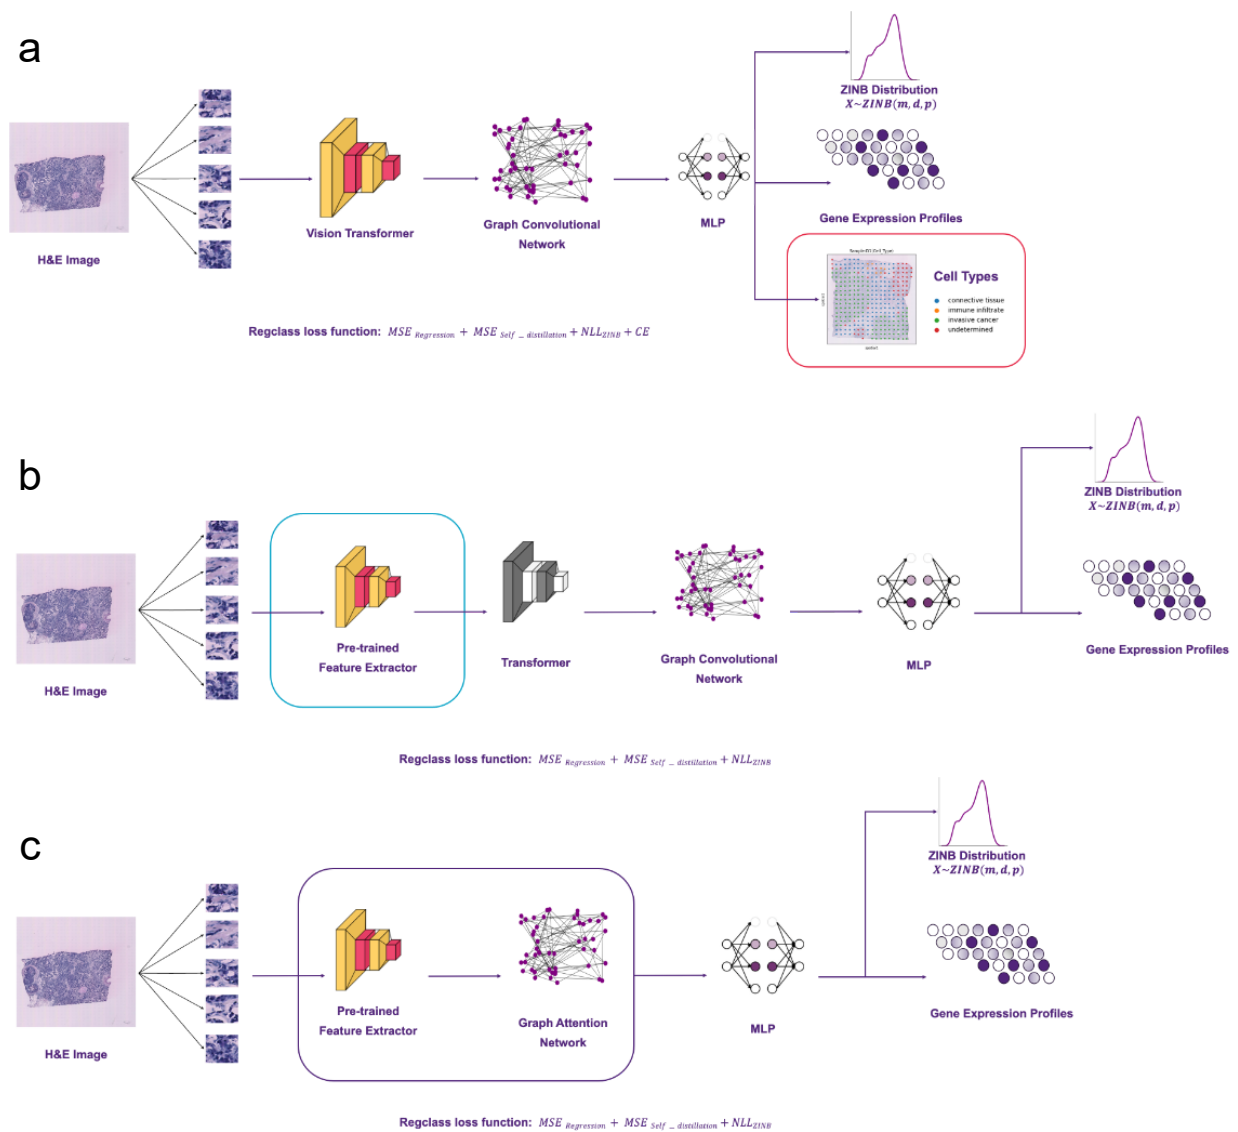 a
H&E Image
Vision Transformer
Graph Convolutional
Network
MLP
ZINB Distribution
X~ZINB(m, d, p)
Gene Expression Profiles
Cell Types
connective tissue
immune infiltrate
invasive cancer
undetermined
Regclass loss function: MSE Regression + MSE Self _ distillation + NLL ZINB + CE
b
H&E Image
Pre-trained
Feature Extractor
Transformer
Graph Convolutional
Network
MLP
ZINB Distribution
X~ZINB(m, d, p)
Gene Expression Profiles
Regclass loss function: MSE Regression + MSE Self _ distillation + NLL ZINB
c
H&E Image
Pre-trained
Feature Extractor
Graph Attention
Network
MLP
ZINB Distribution
X~ZINB(m, d, p)
Gene Expression Profiles
Regclass loss function: MSE Regression + MSE Self _ distillation + NLL ZINB